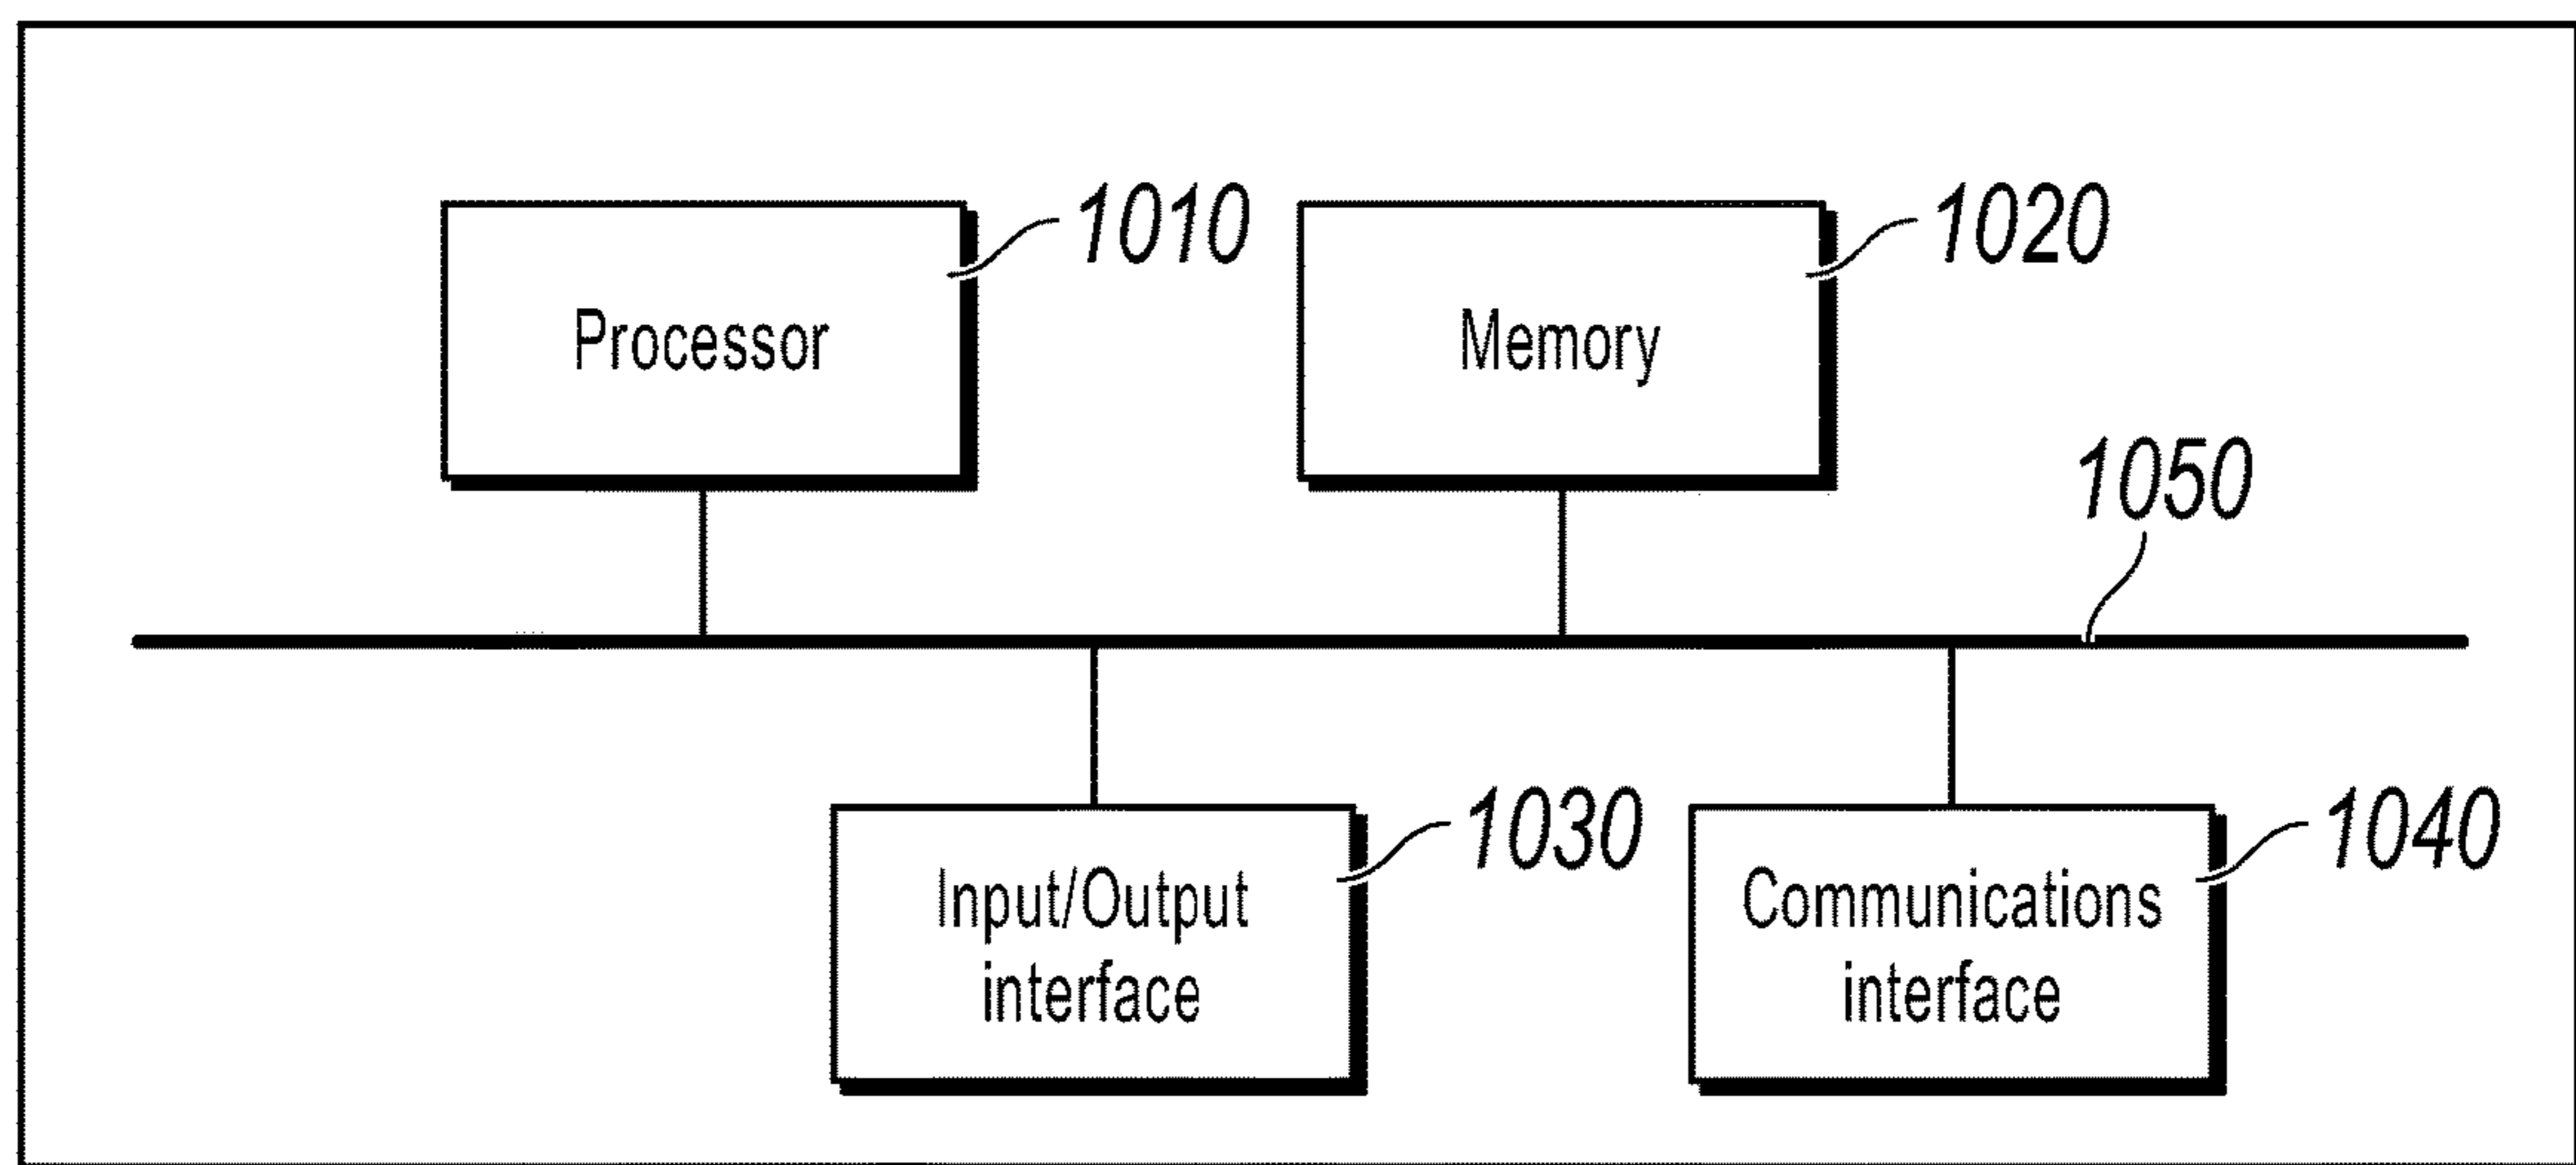 1010
1020
Processor
Memory
1050
1030
1040
Input/Output
interface
Communications
interface